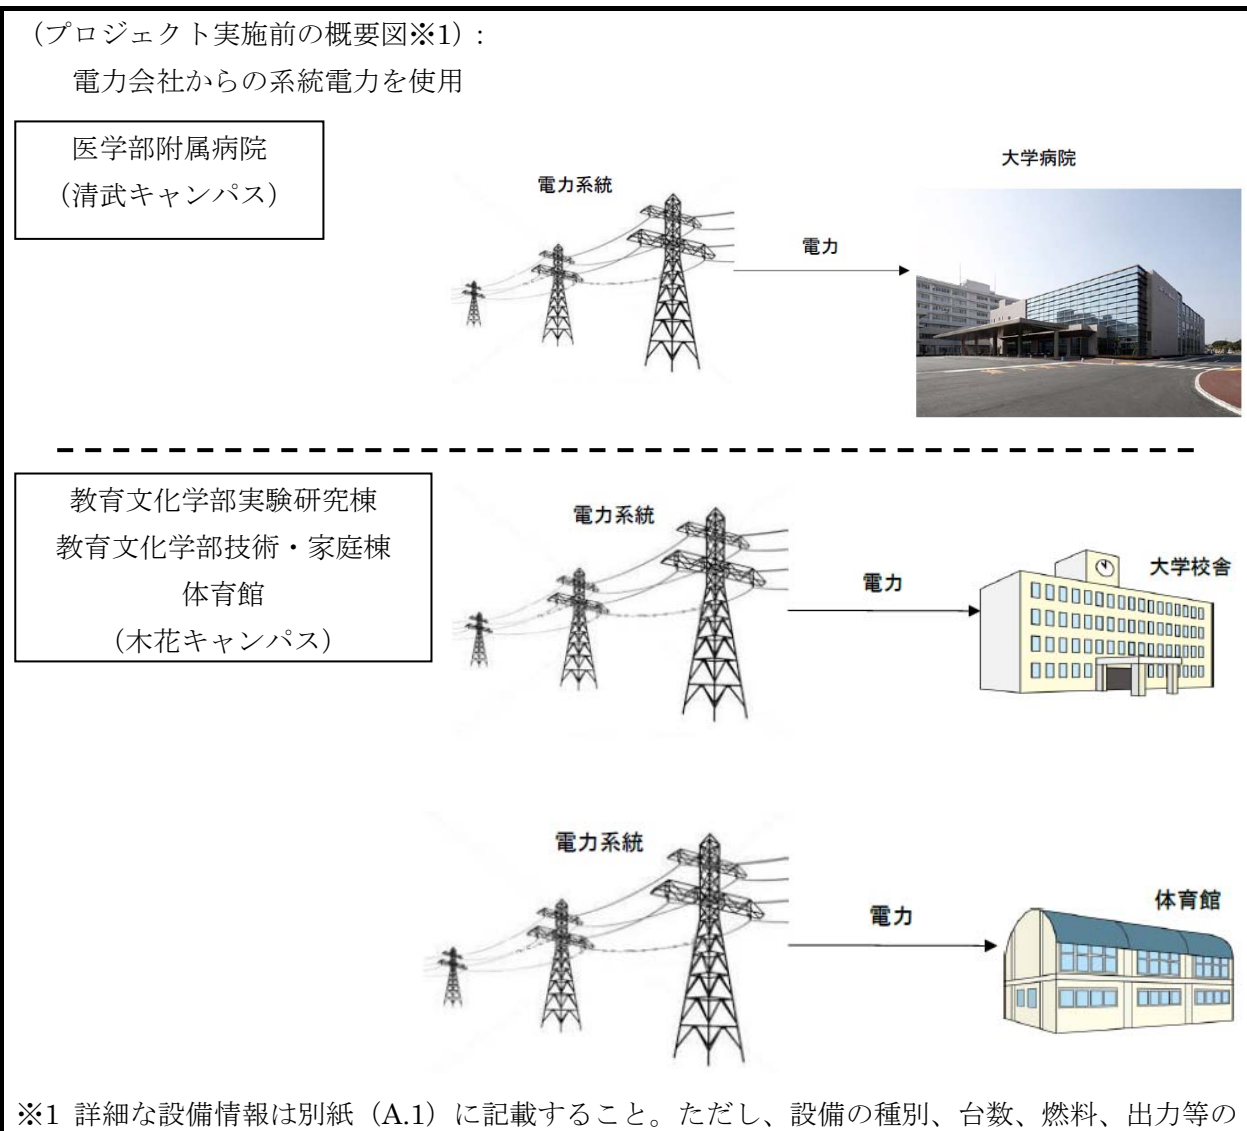 （プロジェクト実施前の概要図※1）:
電力会社からの系統電力を使用
医学部附属病院
（清武キャンパス）
電力系統
電力
大学病院
教育文化学部実験研究棟
教育文化学部技術・家庭棟
体育館
（木花キャンパス）
電力系統
電力
大学校舎
電力系統
電力
体育館
※1 詳細な設備情報は別紙（A.1）に記載すること。ただし、設備の種別、台数、燃料、出力等の